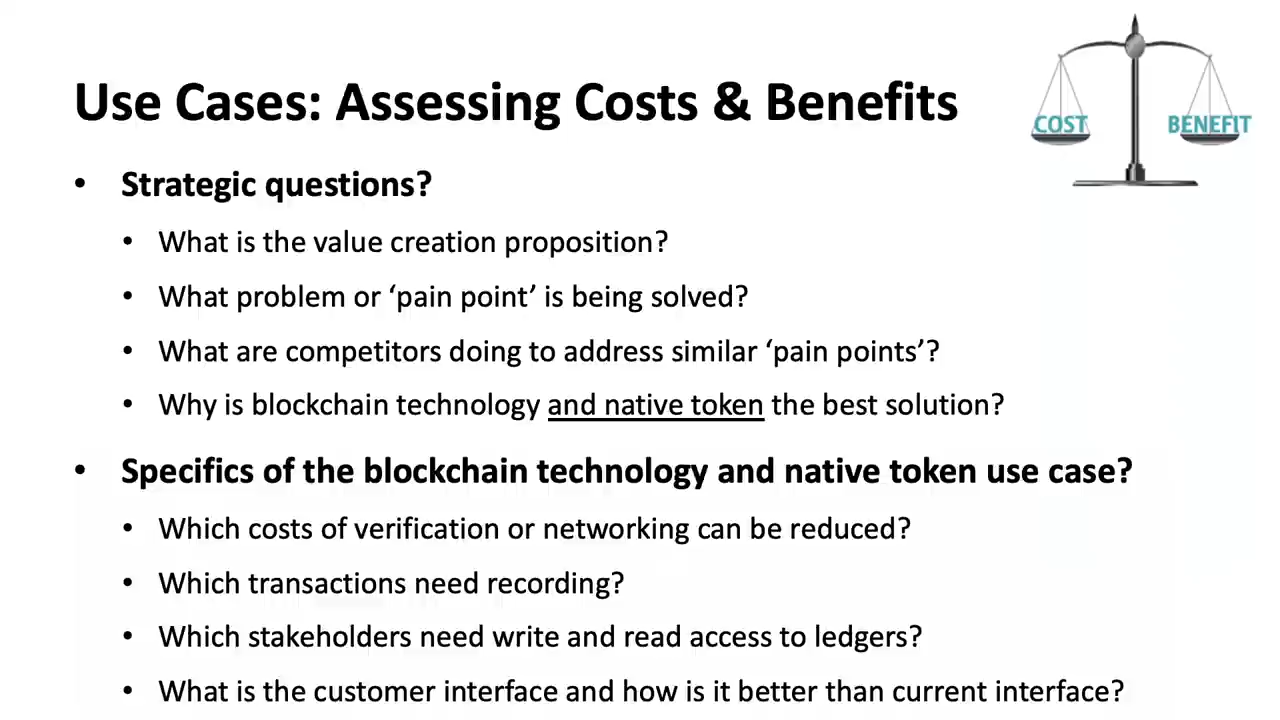 Use Cases: Assessing Costs & Benefits
COST
BENEFIT
• Strategic questions?
• What is the value creation proposition?
• What problem or ‘pain point’ is being solved?
• What are competitors doing to address similar ‘pain points’?
• Why is blockchain technology and native token the best solution?
• Specifics of the blockchain technology and native token use case?
• Which costs of verification or networking can be reduced?
• Which transactions need recording?
• Which stakeholders need write and read access to ledgers?
• What is the customer interface and how is it better than current interface?